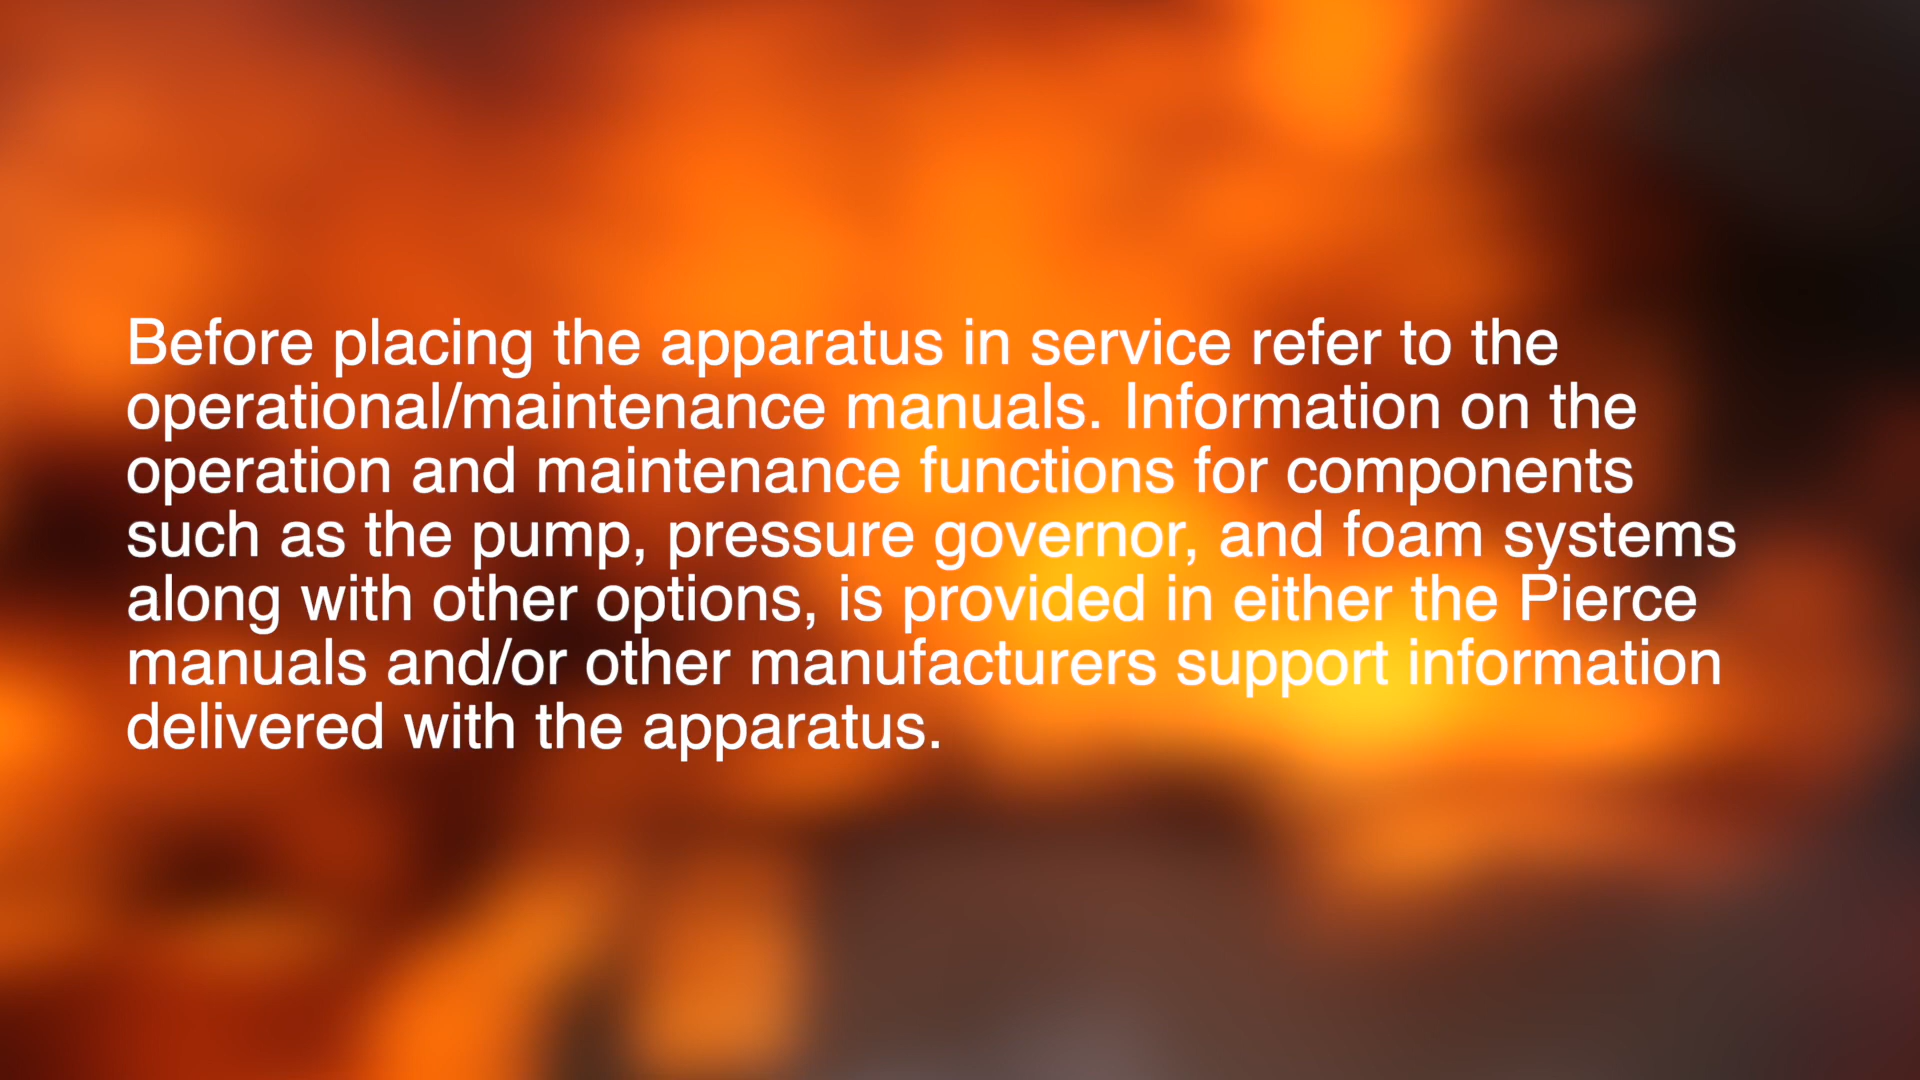 Before placing the apparatus in service refer to the
operational/maintenance manuals. Information on the
operation and maintenance functions for components
such as the pump, pressure governor, and foam systems
along with other options, is provided in either the Pierce
manuals and/or other manufacturers support information
delivered with the apparatus.